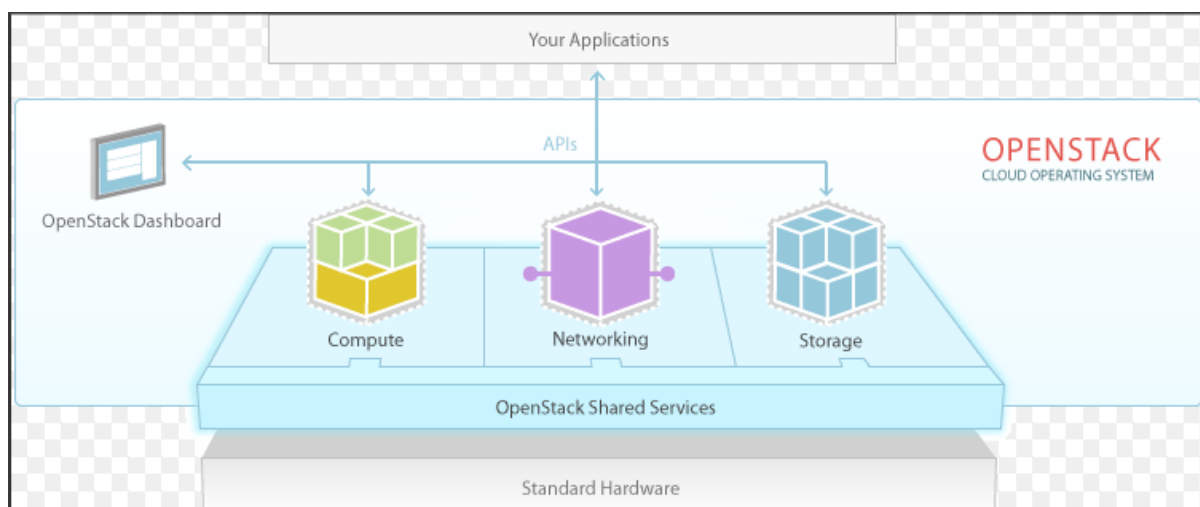 Your Applications
APIs
OPENSTACK
CLOUD OPERATING SYSTEM
OpenStack Dashboard
Compute
Networking
Storage
OpenStack Shared Services
Standard Hardware